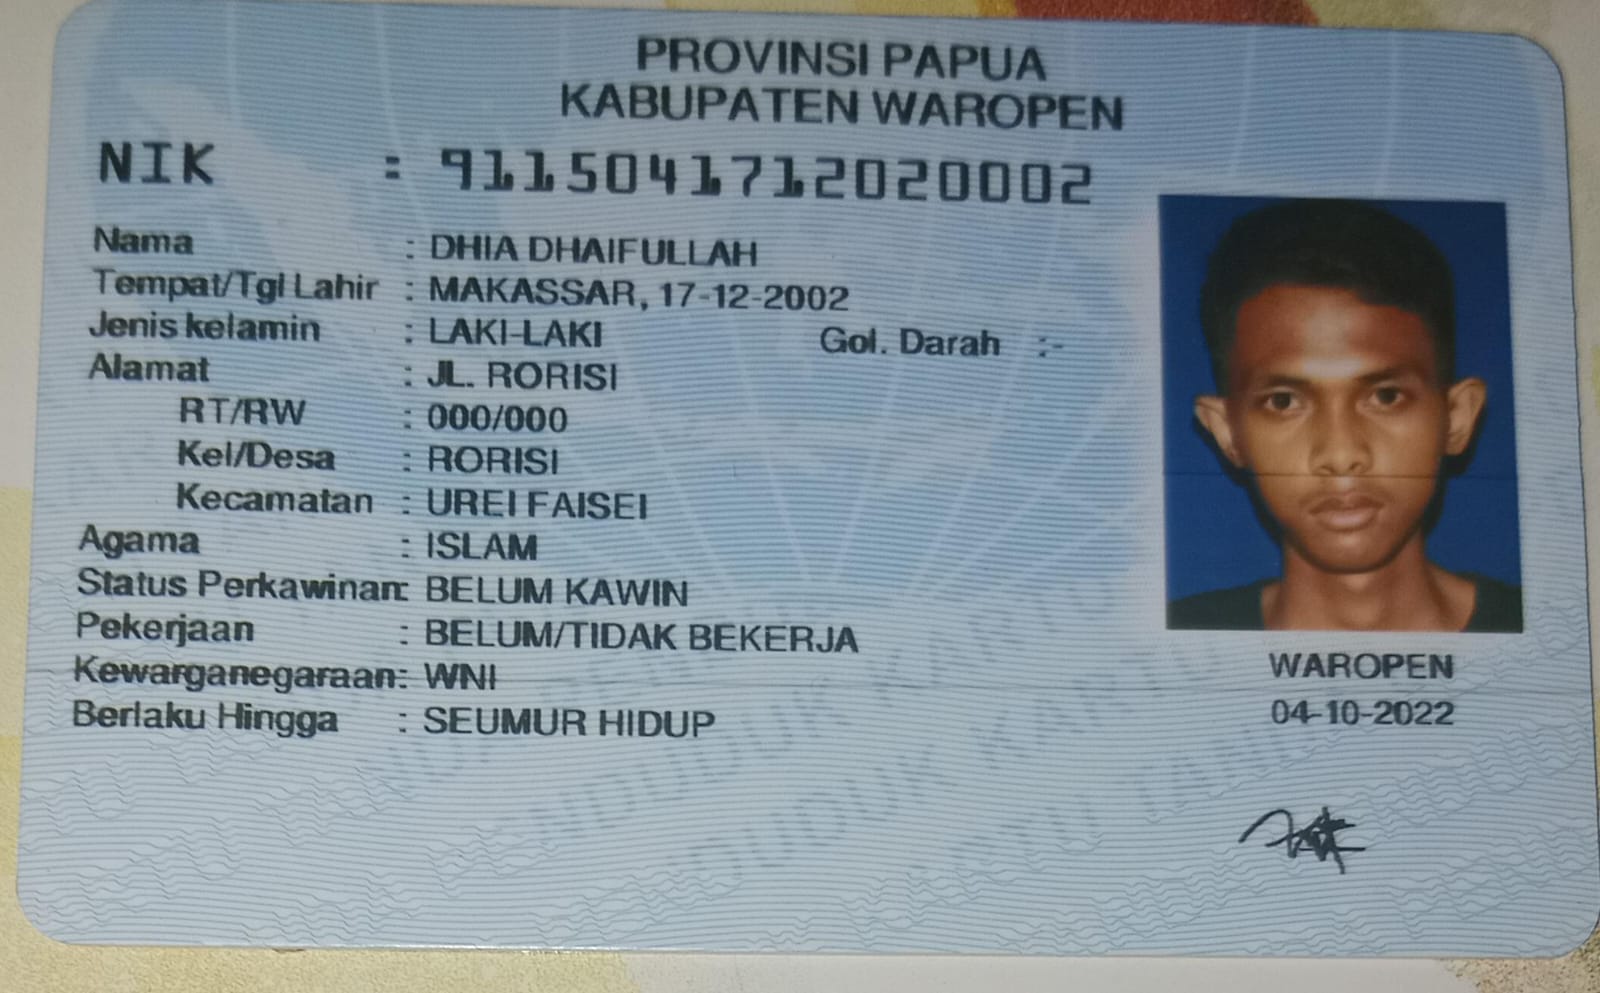 PROVINSI PAPUA
KABUPATEN WAROPEN
NIK : 9115041712020002
Nama : DHIA DHAIFULLAH
Tempat/Tgl Lahir : MAKASSAR, 17-12-2002
Jenis kelamin : LAKI-LAKI Gol. Darah :-
Alamat : JL. RORISI
RT/RW : 000/000
Kel/Desa : RORISI
Kecamatan : UREI FAISEI
Agama : ISLAM
Status Perkawinan: BELUM KAWIN
Pekerjaan : BELUM/TIDAK BEKERJA
Kewarganegaraan: WNI
Berlaku Hingga : SEUMUR HIDUP
WAROPEN
04-10-2022